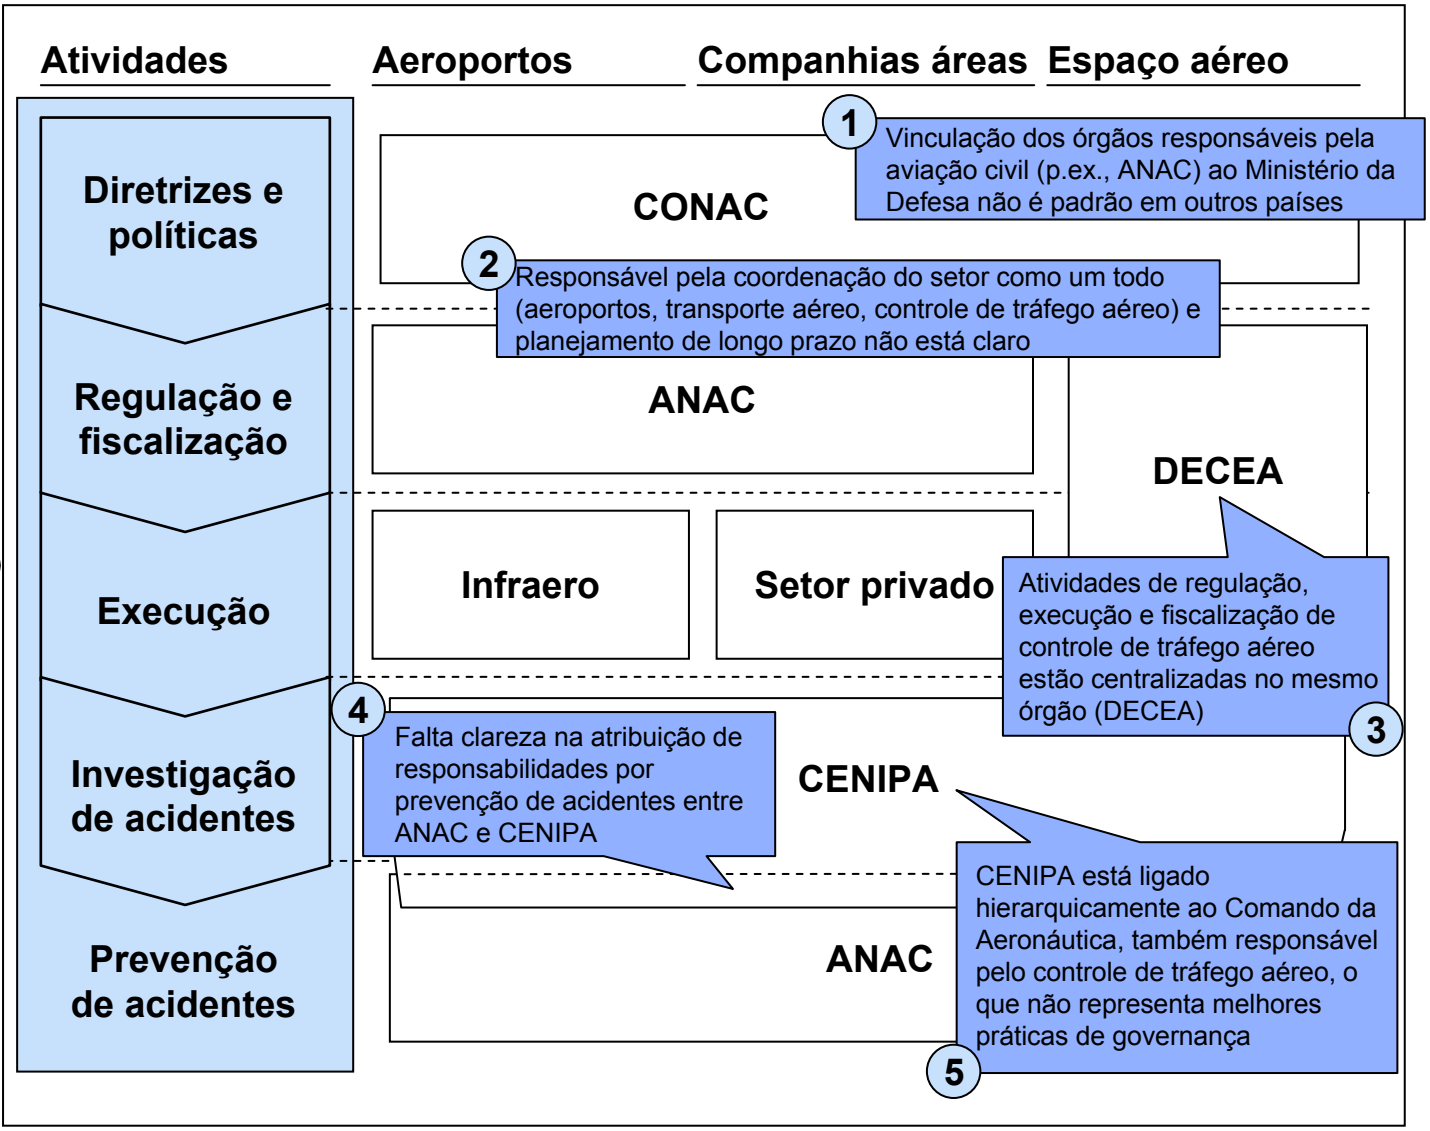 Atividades
Aeroportos
Companhias áreas
Espaço aéreo
Diretrizes e
políticas
CONAC
1
Vinculação dos órgãos responsáveis pela
aviação civil (p.ex., ANAC) ao Ministério da
Defesa não é padrão em outros países
2
Responsável pela coordenação do setor como um todo
(aeroportos, transporte aéreo, controle de tráfego aéreo) e
planejamento de longo prazo não está claro
Regulação e
fiscalização
ANAC
DECEA
Execução
Infraero
Setor privado
Atividades de regulação,
execução e fiscalização de
controle de tráfego aéreo
estão centralizadas no mesmo
órgão (DECEA)
3
Investigação
de acidentes
4
Falta clareza na atribuição de
responsabilidades por
prevenção de acidentes entre
ANAC e CENIPA
CENIPA
Prevenção
de acidentes
ANAC
CENIPA está ligado
hierarquicamente ao Comando da
Aeronáutica, também responsável
pelo controle de tráfego aéreo, o
que não representa melhores
práticas de governança
5